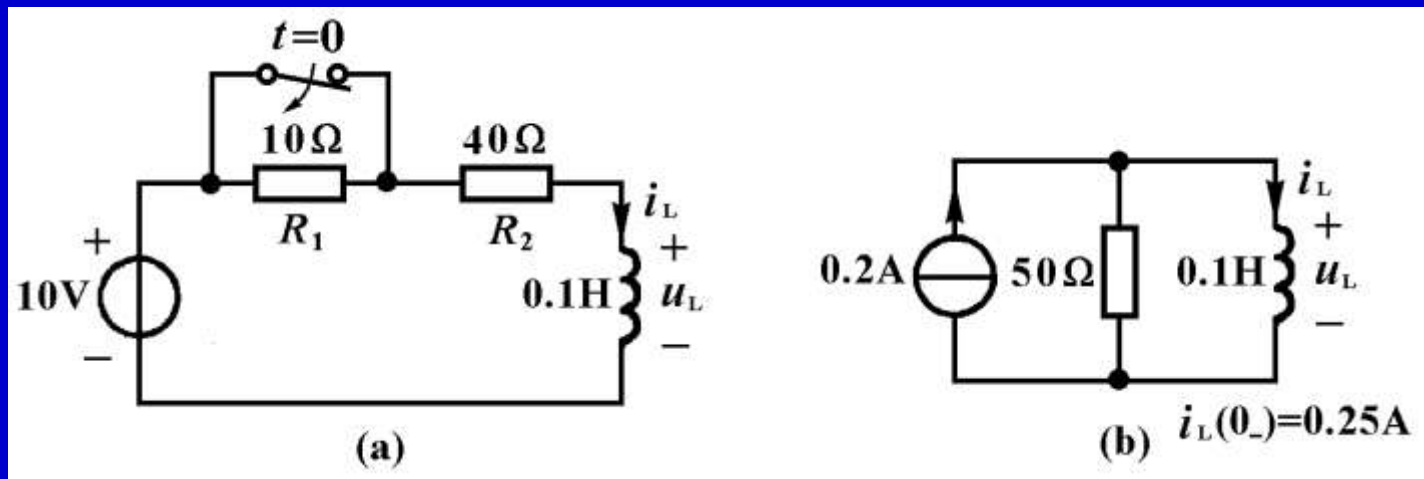 t=0
10Ω
40Ω
R₁
R₂
iL
+
10V
−
0.1H
+
uL
−
(a)
0.2A
50Ω
0.1H
iL
+
uL
−
(b)
iL(0₋)=0.25A